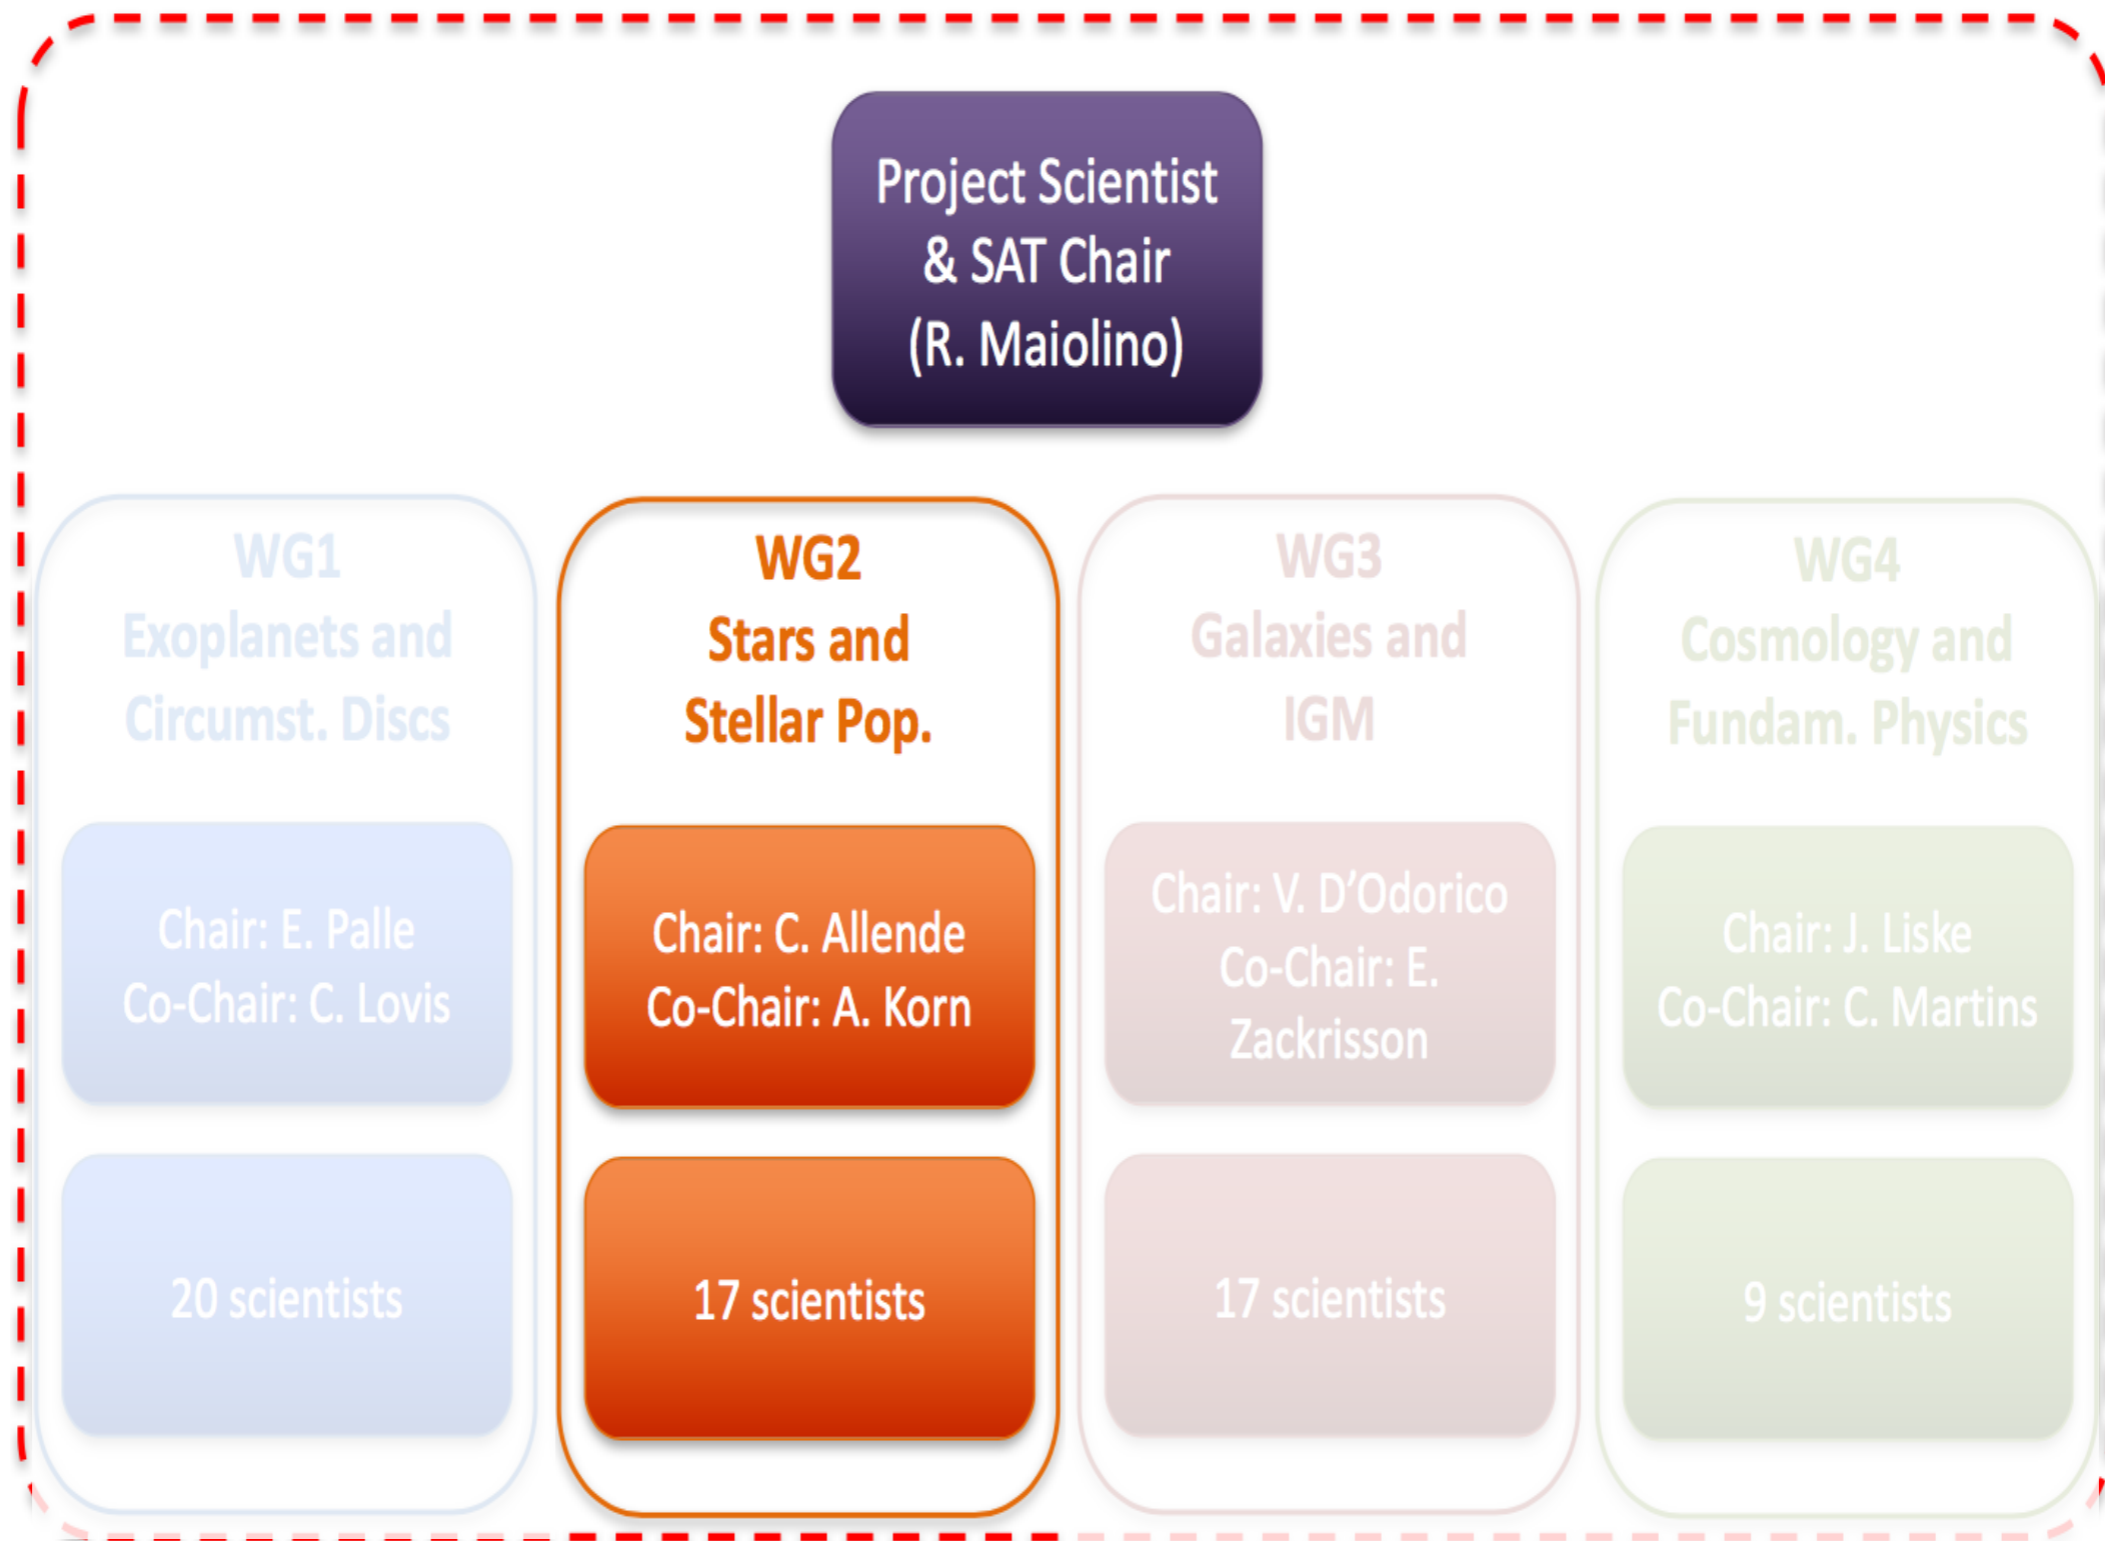 Project Scientist
& SAT Chair
(R. Maiolino)
WG1
Exoplanets and
Circumst. Discs
Chair: E. Palle
Co-Chair: C. Lovis
20 scientists
WG2
Stars and
Stellar Pop.
Chair: C. Allende
Co-Chair: A. Korn
17 scientists
WG3
Galaxies and
IGM
Chair: V. D’Odorico
Co-Chair: E.
Zackrisson
17 scientists
WG4
Cosmology and
Fundam. Physics
Chair: J. Liske
Co-Chair: C. Martins
9 scientists